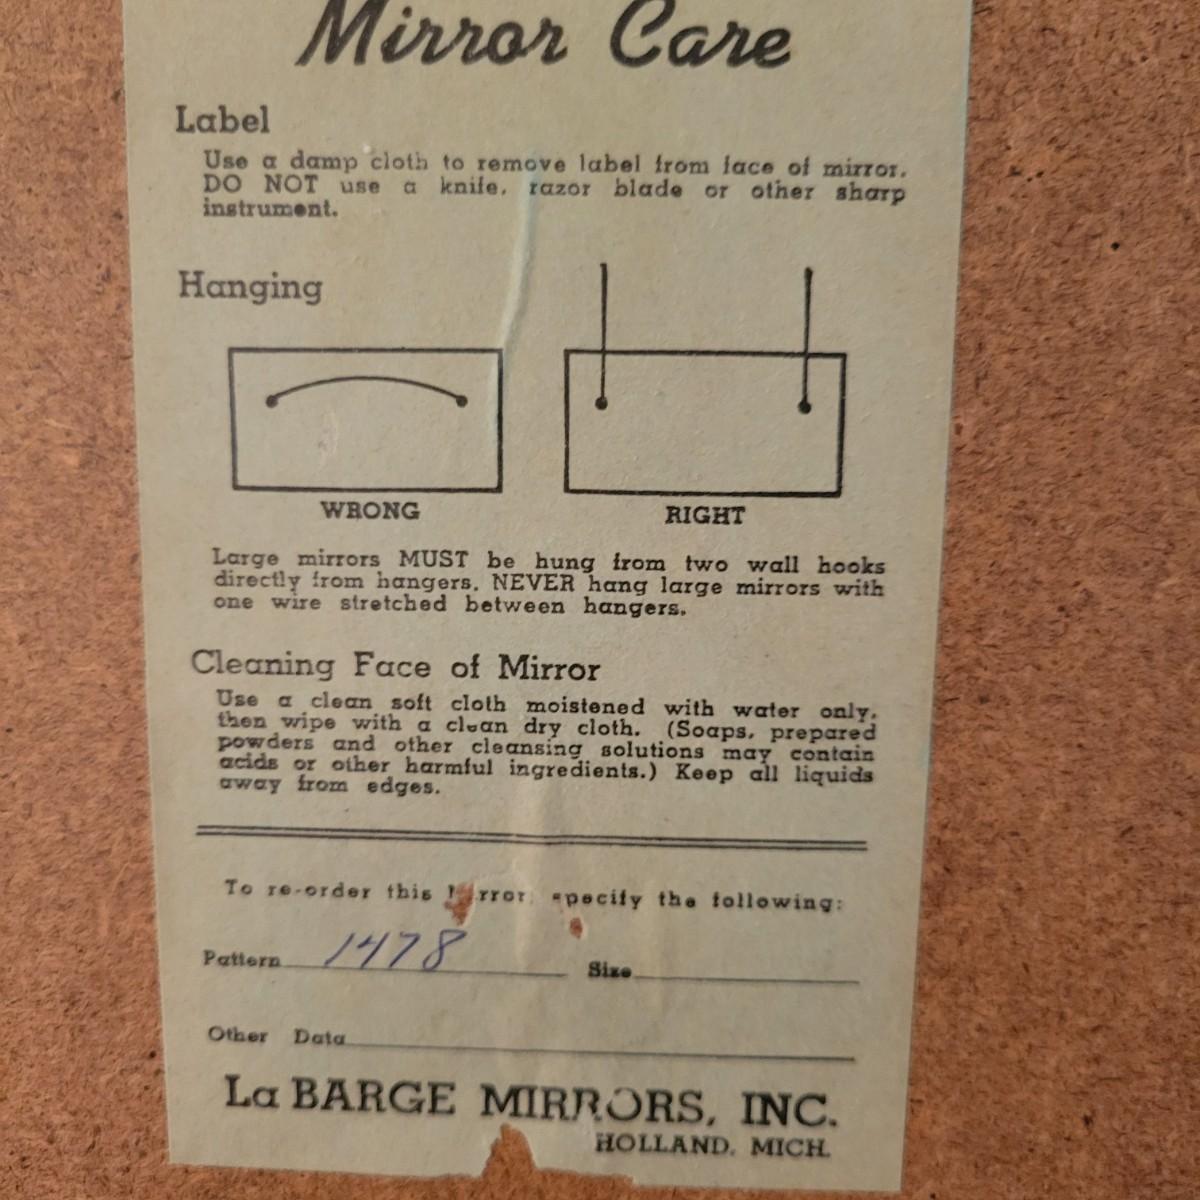 Mirror Care
Label
Use a damp cloth to remove label from face of mirror.
DO NOT use a knife, razor blade or other sharp
instrument.
Hanging
WRONG
RIGHT
Large mirrors MUST be hung from two wall hooks
directly from hangers. NEVER hang large mirrors with
one wire stretched between hangers.
Cleaning Face of Mirror
Use a clean soft cloth moistened with water only,
then wipe with a clean dry cloth. (Soaps, prepared
powders and other cleansing solutions may contain
acids or other harmful ingredients.) Keep all liquids
away from edges.
To re-order this Mirror, specify the following:
Pattern 1478 Size
Other Data
La BARGE MIRRORS, INC.
HOLLAND, MICH.